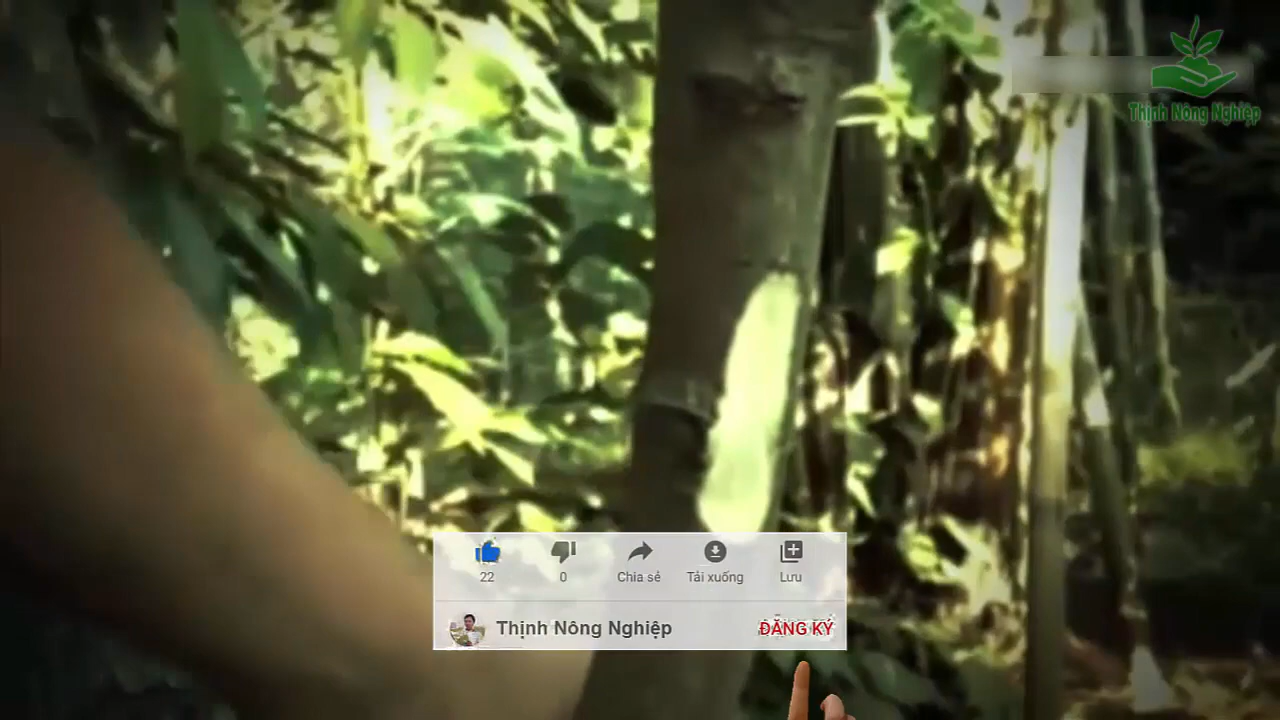 Thịnh Nông Nghiệp
22
0
Chia sẻ
Tải xuống
Lưu
Thịnh Nông Nghiệp
ĐĂNG KÝ